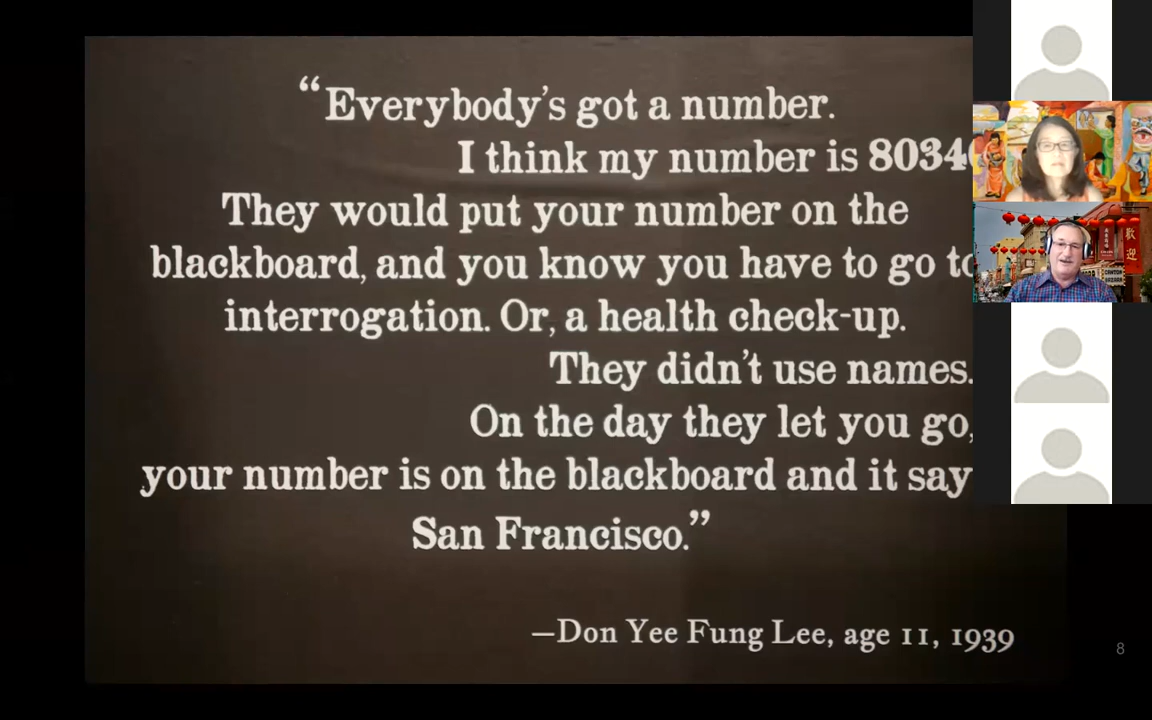 “Everybody’s got a number.
I think my number is 8034
They would put your number on the
blackboard, and you know you have to go to
interrogation. Or, a health check-up.
They didn’t use names.
On the day they let you go,
your number is on the blackboard and it say
San Francisco.”
—Don Yee Fung Lee, age 11, 1939
8
歡
迎